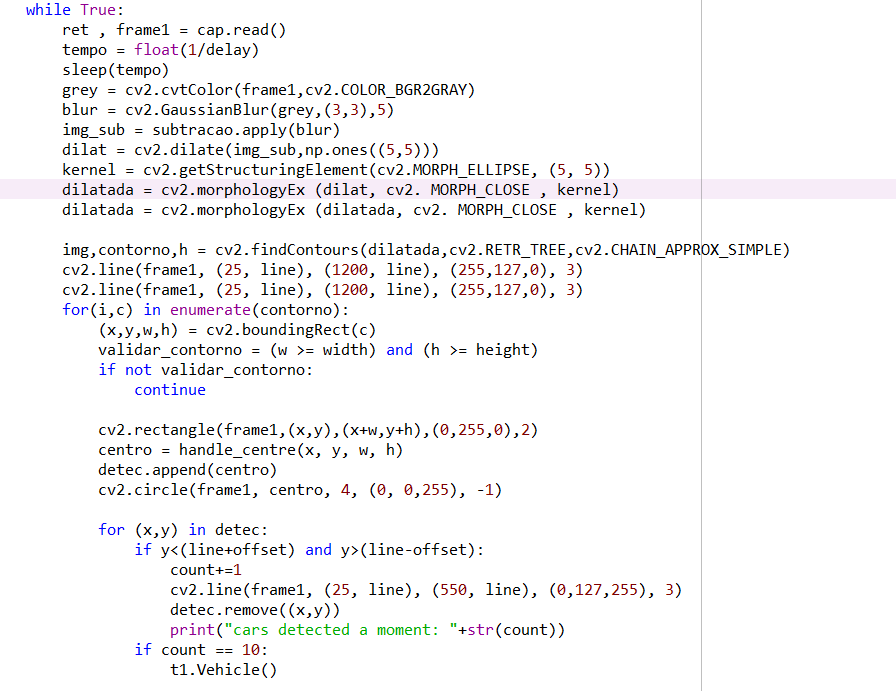 while True:
ret , frame1 = cap.read()
tempo = float(1/delay)
sleep(tempo)
grey = cv2.cvtColor(frame1,cv2.COLOR_BGR2GRAY)
blur = cv2.GaussianBlur(grey,(3,3),5)
img_sub = subtracao.apply(blur)
dilat = cv2.dilate(img_sub,np.ones((5,5)))
kernel = cv2.getStructuringElement(cv2.MORPH_ELLIPSE, (5, 5))
dilatada = cv2.morphologyEx (dilat, cv2. MORPH_CLOSE , kernel)
dilatada = cv2.morphologyEx (dilatada, cv2. MORPH_CLOSE , kernel)
img,contorno,h = cv2.findContours(dilatada,cv2.RETR_TREE,cv2.CHAIN_APPROX_SIMPLE)
cv2.line(frame1, (25, line), (1200, line), (255,127,0), 3)
cv2.line(frame1, (25, line), (1200, line), (255,127,0), 3)
for(i,c) in enumerate(contorno):
(x,y,w,h) = cv2.boundingRect(c)
validar_contorno = (w >= width) and (h >= height)
if not validar_contorno:
continue
cv2.rectangle(frame1,(x,y),(x+w,y+h),(0,255,0),2)
centro = handle_centre(x, y, w, h)
detec.append(centro)
cv2.circle(frame1, centro, 4, (0, 0,255), -1)
for (x,y) in detec:
if y<(line+offset) and y>(line-offset):
count+=1
cv2.line(frame1, (25, line), (550, line), (0,127,255), 3)
detec.remove((x,y))
print("cars detected a moment: "+str(count))
if count == 10:
t1.Vehicle()